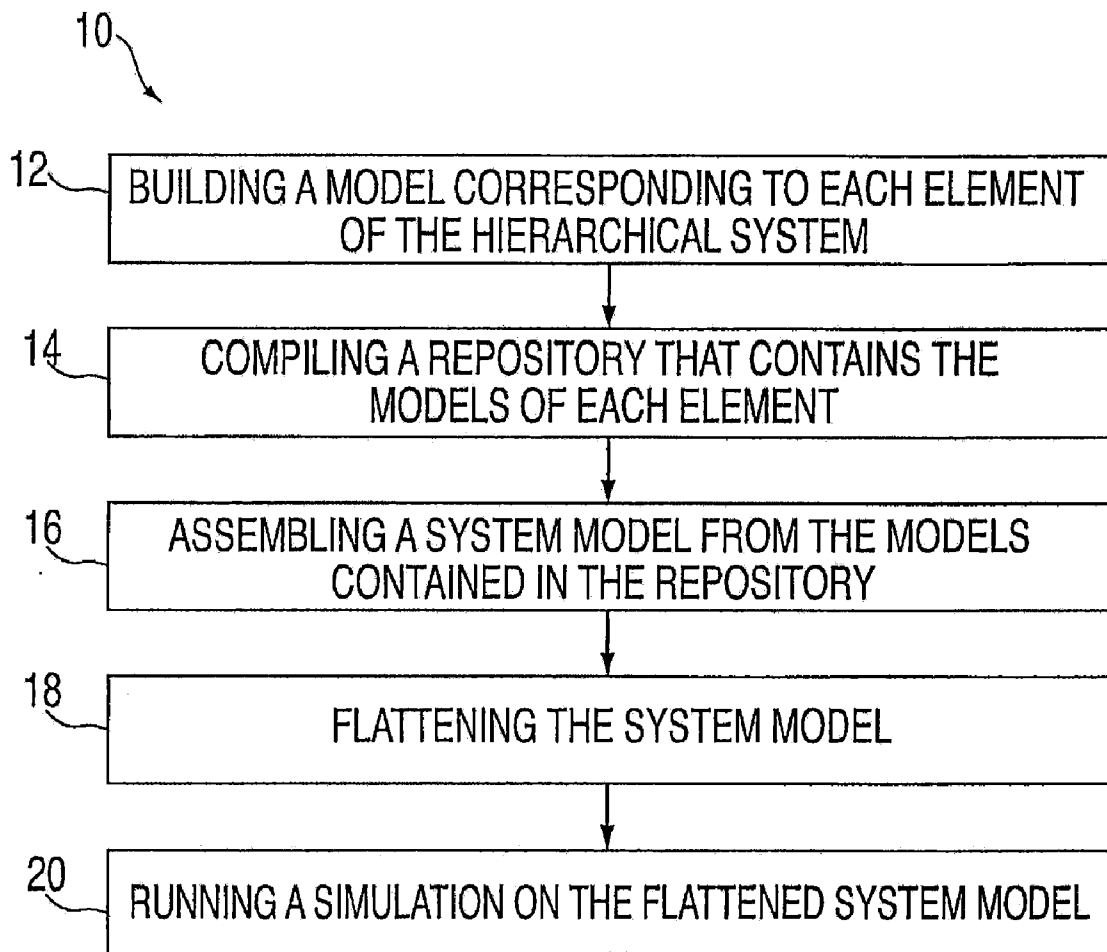 10
12
BUILDING A MODEL CORRESPONDING TO EACH ELEMENT
OF THE HIERARCHICAL SYSTEM
14
COMPILING A REPOSITORY THAT CONTAINS THE
MODELS OF EACH ELEMENT
16
ASSEMBLING A SYSTEM MODEL FROM THE MODELS
CONTAINED IN THE REPOSITORY
18
FLATTENING THE SYSTEM MODEL
20
RUNNING A SIMULATION ON THE FLATTENED SYSTEM MODEL